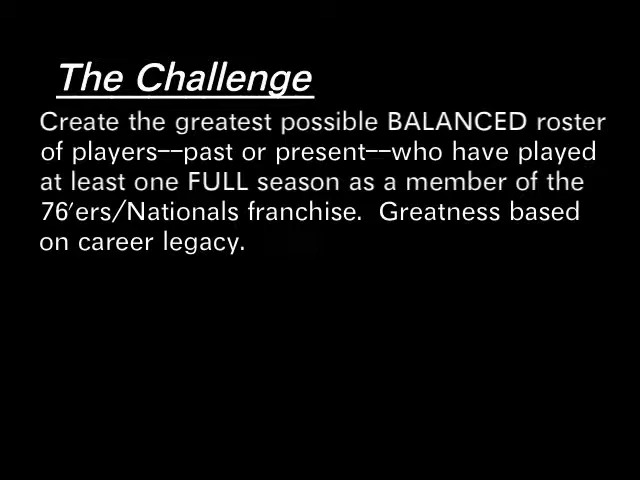 The Challenge
Create the greatest possible BALANCED roster
of players--past or present--who have played
at least one FULL season as a member of the
76'ers/Nationals franchise.  Greatness based
on career legacy.